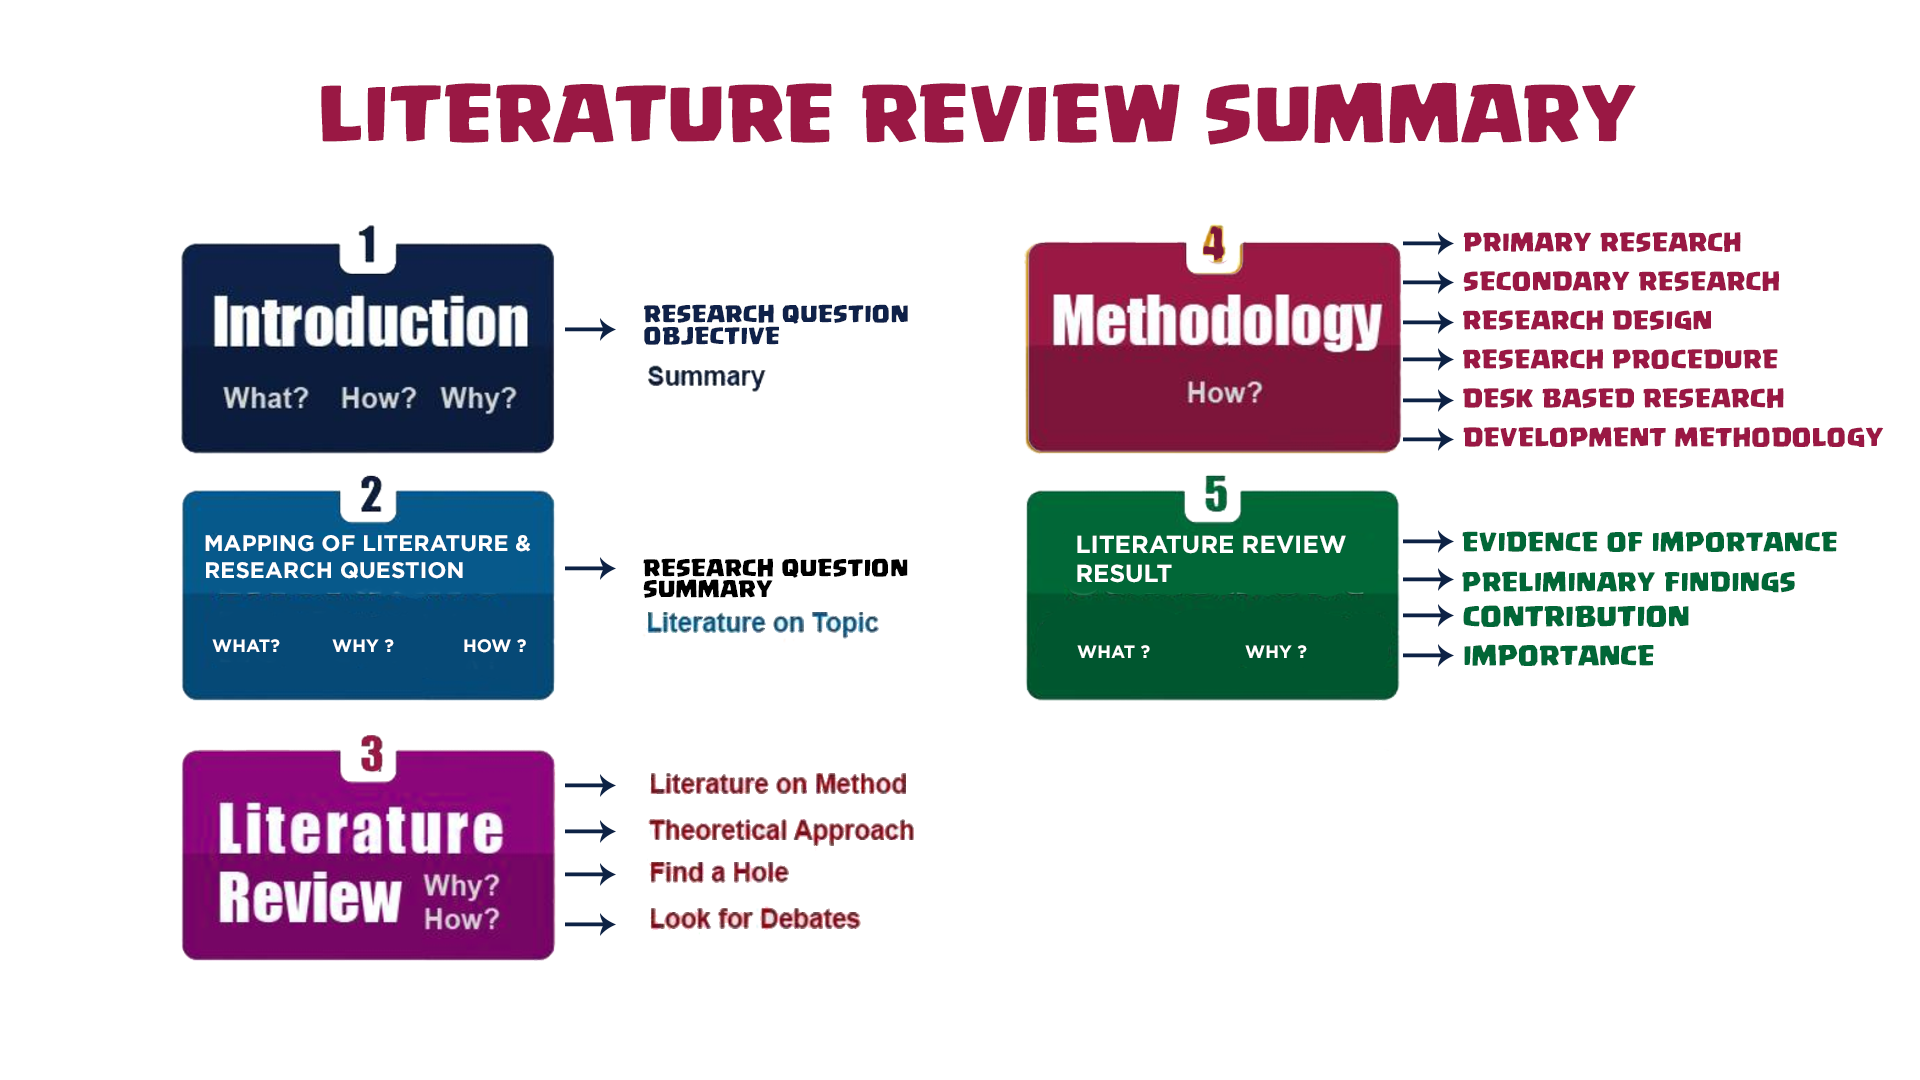 LITERATURE REVIEW SUMMARY
1
Introduction
What? How? Why?
RESEARCH QUESTION
OBJECTIVE
Summary
2
MAPPING OF LITERATURE &
RESEARCH QUESTION
WHAT? WHY ? HOW ?
RESEARCH QUESTION
SUMMARY
Literature on Topic
3
Literature
Review
Why?
How?
Literature on Method
Theoretical Approach
Find a Hole
Look for Debates
4
Methodology
How?
PRIMARY RESEARCH
SECONDARY RESEARCH
RESEARCH DESIGN
RESEARCH PROCEDURE
DESK BASED RESEARCH
DEVELOPMENT METHODOLOGY
5
LITERATURE REVIEW
RESULT
WHAT ? WHY ?
EVIDENCE OF IMPORTANCE
PRELIMINARY FINDINGS
CONTRIBUTION
IMPORTANCE